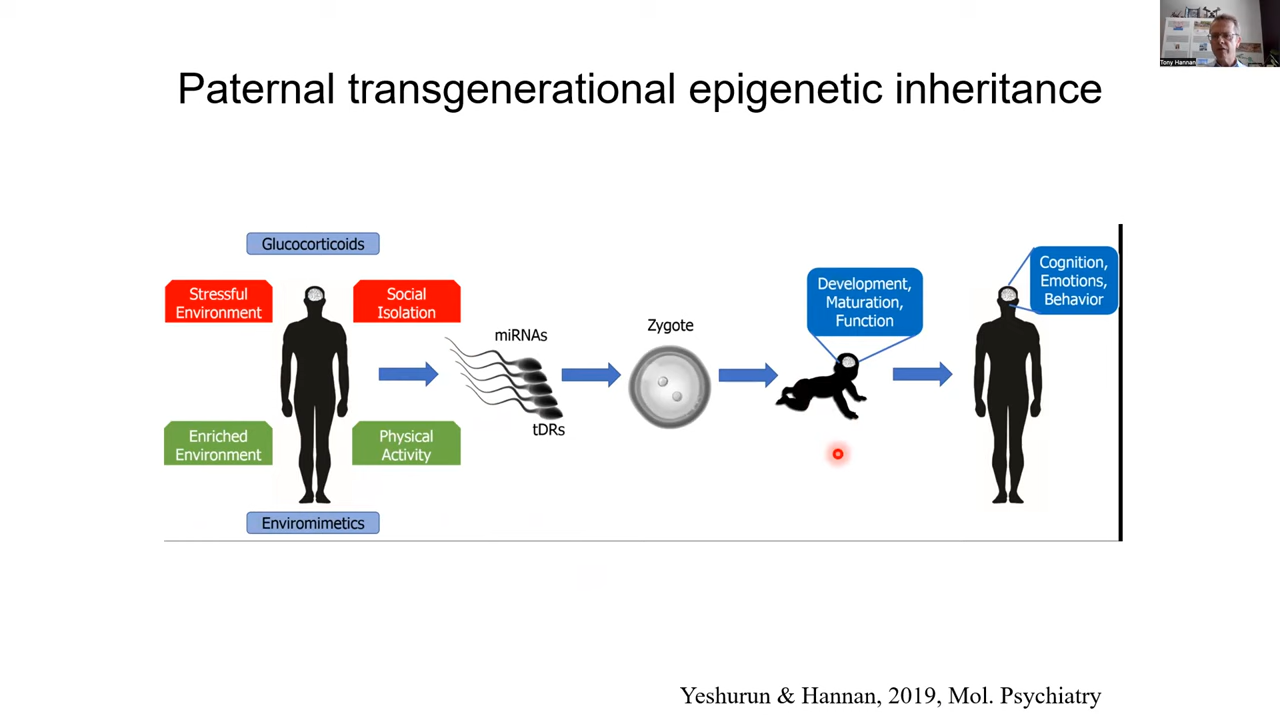 Tony Hannan
Paternal transgenerational epigenetic inheritance
Glucocorticoids
Stressful
Environment
Social
Isolation
Enriched
Environment
Physical
Activity
Enviromimetics
miRNAs
tDRs
Zygote
Development,
Maturation,
Function
Cognition,
Emotions,
Behavior
Yeshurun & Hannan, 2019, Mol. Psychiatry